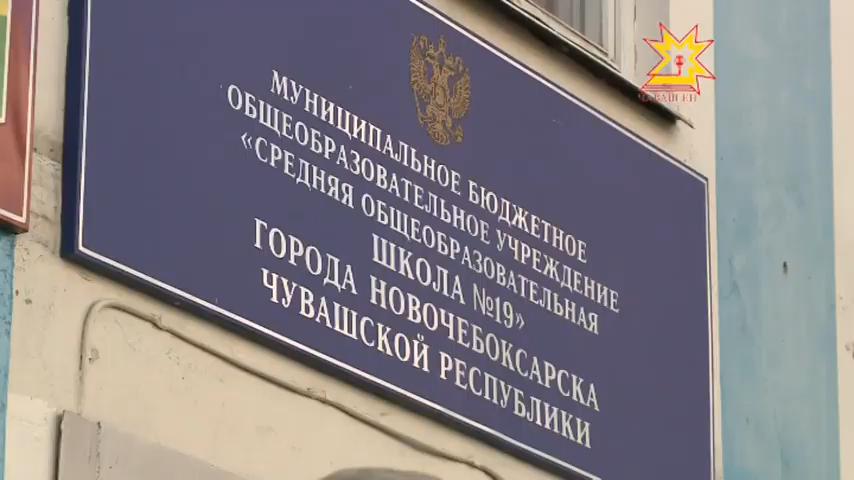 МУНИЦИПАЛЬНОЕ БЮДЖЕТНОЕ
ОБЩЕОБРАЗОВАТЕЛЬНОЕ УЧРЕЖДЕНИЕ
«СРЕДНЯЯ ОБЩЕОБРАЗОВАТЕЛЬНАЯ
ШКОЛА №19»
ГОРОДА НОВОЧЕБОКСАРСКА
ЧУВАШСКОЙ РЕСПУБЛИКИ